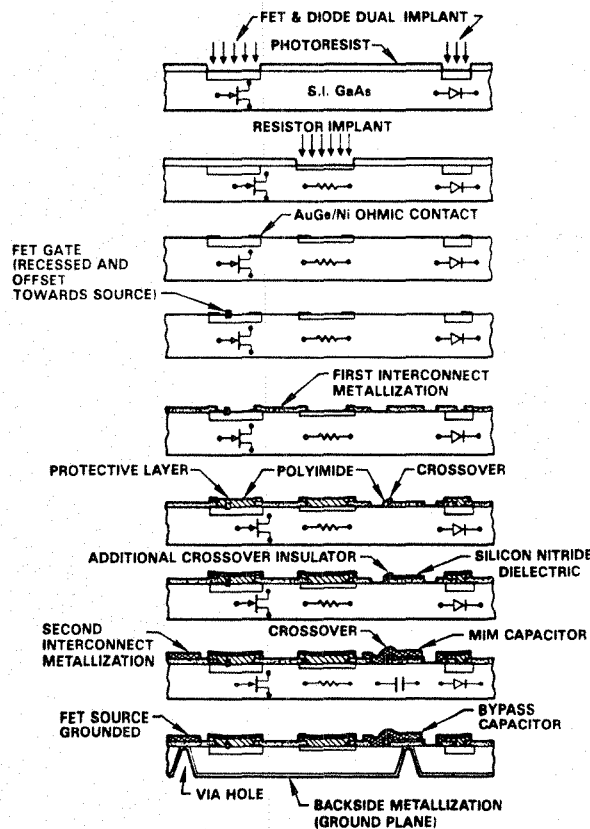 FET & DIODE DUAL IMPLANT
PHOTORESIST
S.I. GaAs
RESISTOR IMPLANT
AuGe/Ni OHMIC CONTACT
FET GATE
(RECESSED AND
OFFSET
TOWARDS SOURCE)
FIRST INTERCONNECT
METALLIZATION
PROTECTIVE LAYER
POLYIMIDE
CROSSOVER
ADDITIONAL CROSSOVER INSULATOR
SILICON NITRIDE
DIELECTRIC
SECOND
INTERCONNECT
METALLIZATION
CROSSOVER
MIM CAPACITOR
FET SOURCE
GROUNDED
BYPASS
CAPACITOR
VIA HOLE
BACKSIDE METALLIZATION
(GROUND PLANE)